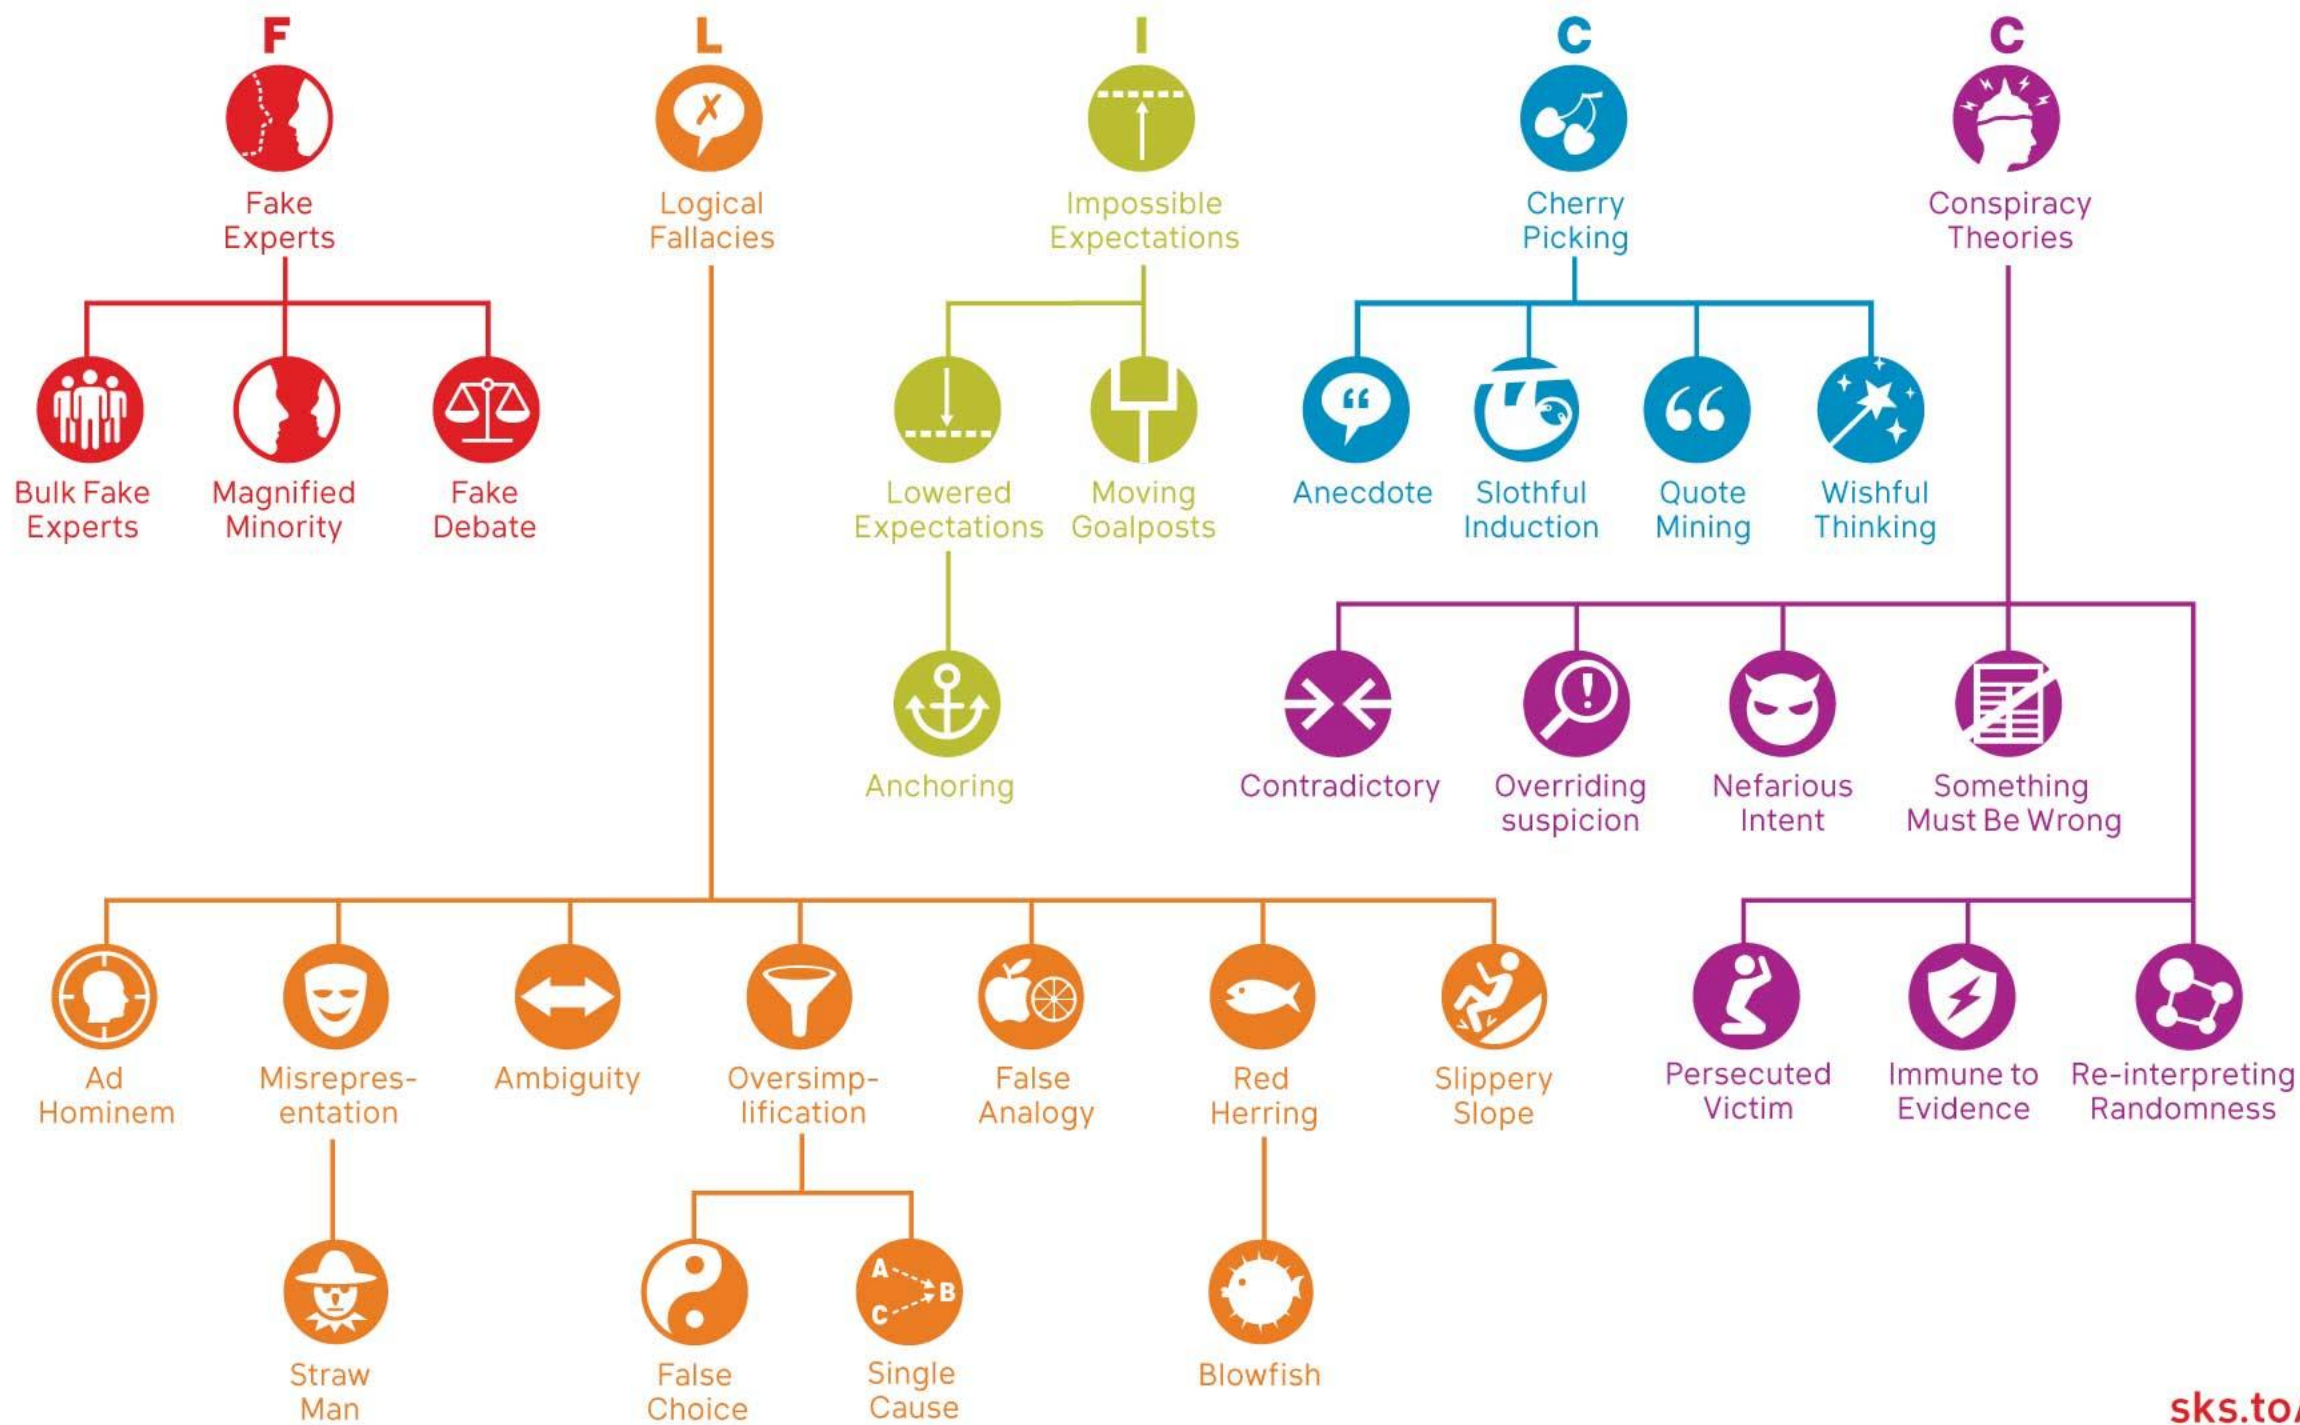 F
L
I
C
C
Fake
Experts
Logical
Fallacies
Impossible
Expectations
Cherry
Picking
Conspiracy
Theories
Bulk Fake
Experts
Magnified
Minority
Fake
Debate
Lowered
Expectations
Moving
Goalposts
Anecdote
Slothful
Induction
Quote
Mining
Wishful
Thinking
Anchoring
Contradictory
Overriding
suspicion
Nefarious
Intent
Something
Must Be Wrong
Ad
Hominem
Misrepres-
entation
Ambiguity
Oversimp-
lification
False
Analogy
Red
Herring
Slippery
Slope
Persecuted
Victim
Immune to
Evidence
Re-interpreting
Randomness
Straw
Man
False
Choice
A
B
C
Single
Cause
Blowfish
sks.to/